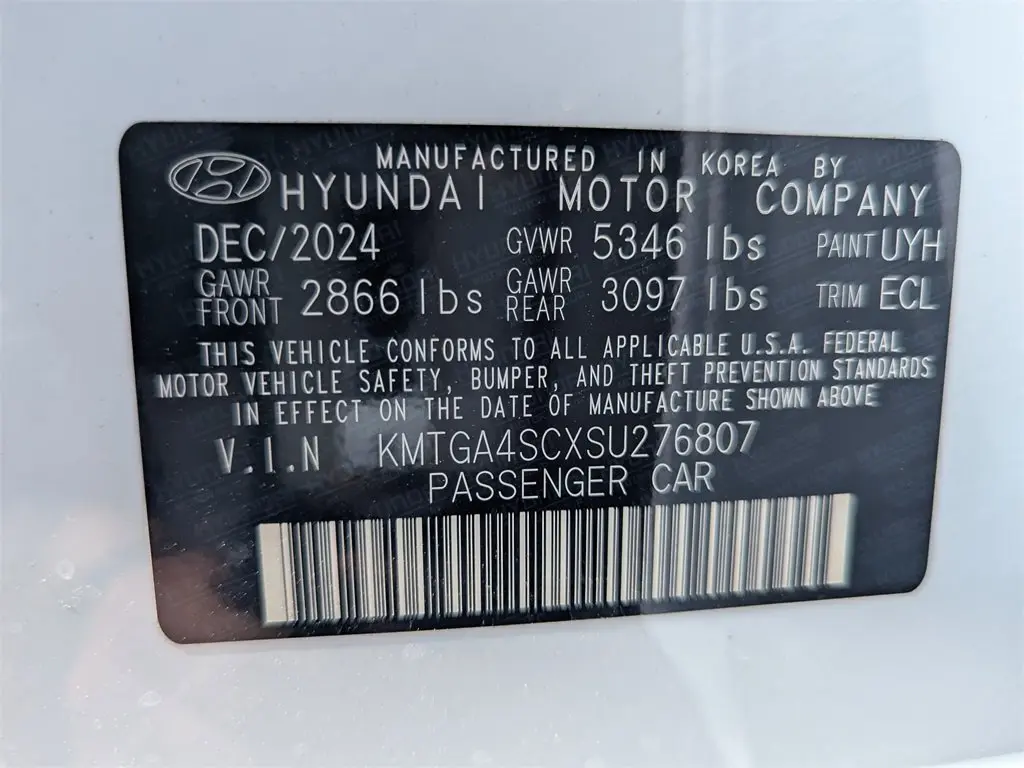 MANUFACTURED IN KOREA BY
HYUNDAI MOTOR COMPANY
DEC/2024 GVWR 5346 lbs PAINT UYH
GAWR FRONT 2866 lbs GAWR REAR 3097 lbs TRIM ECL
THIS VEHICLE CONFORMS TO ALL APPLICABLE U.S.A. FEDERAL
MOTOR VEHICLE SAFETY, BUMPER, AND THEFT PREVENTION STANDARDS
IN EFFECT ON THE DATE OF MANUFACTURE SHOWN ABOVE
V.I.N KMTGA4SCXSU276807
PASSENGER CAR